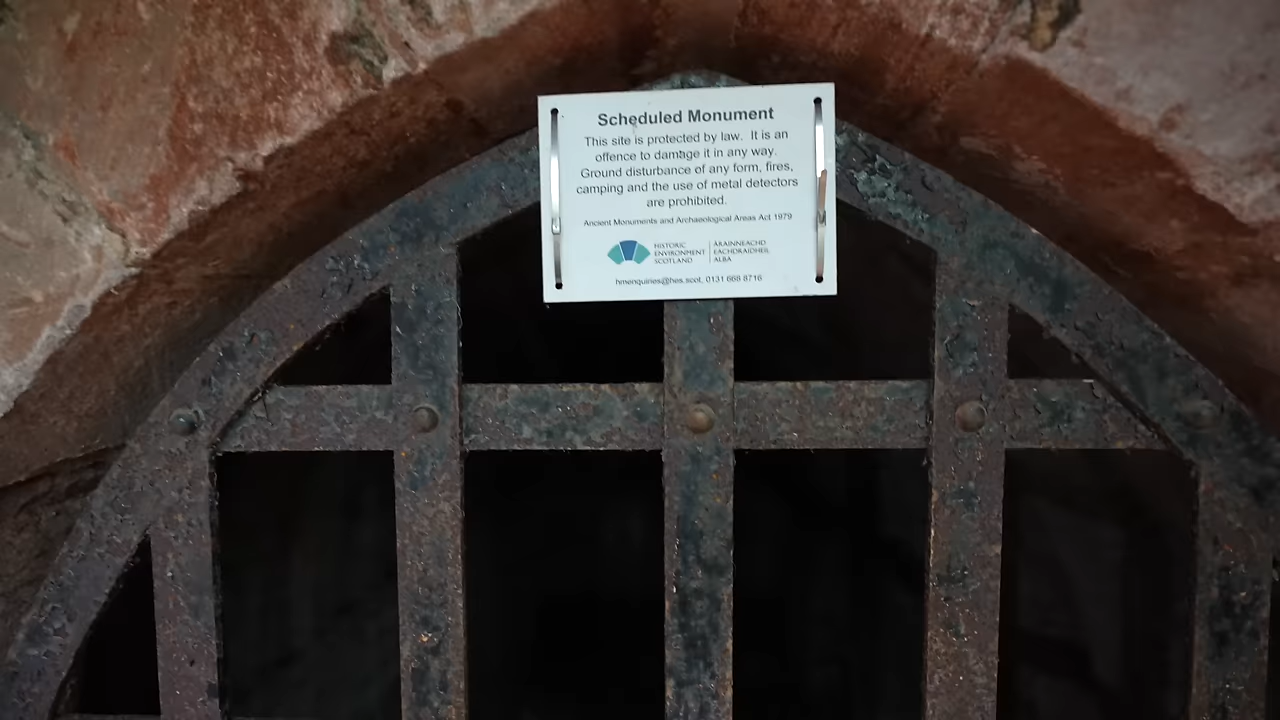 Scheduled Monument
This site is protected by law. It is an
offence to damage it in any way.
Ground disturbance of any form, fires,
camping and the use of metal detectors
are prohibited.
Ancient Monuments and Archaeological Areas Act 1979
HISTORIC
ENVIRONMENT
SCOTLAND
ÀRAINNEACHD
EACHDRAIDHEIL
ALBA
hmenquiries@hes.scot, 0131 668 8716